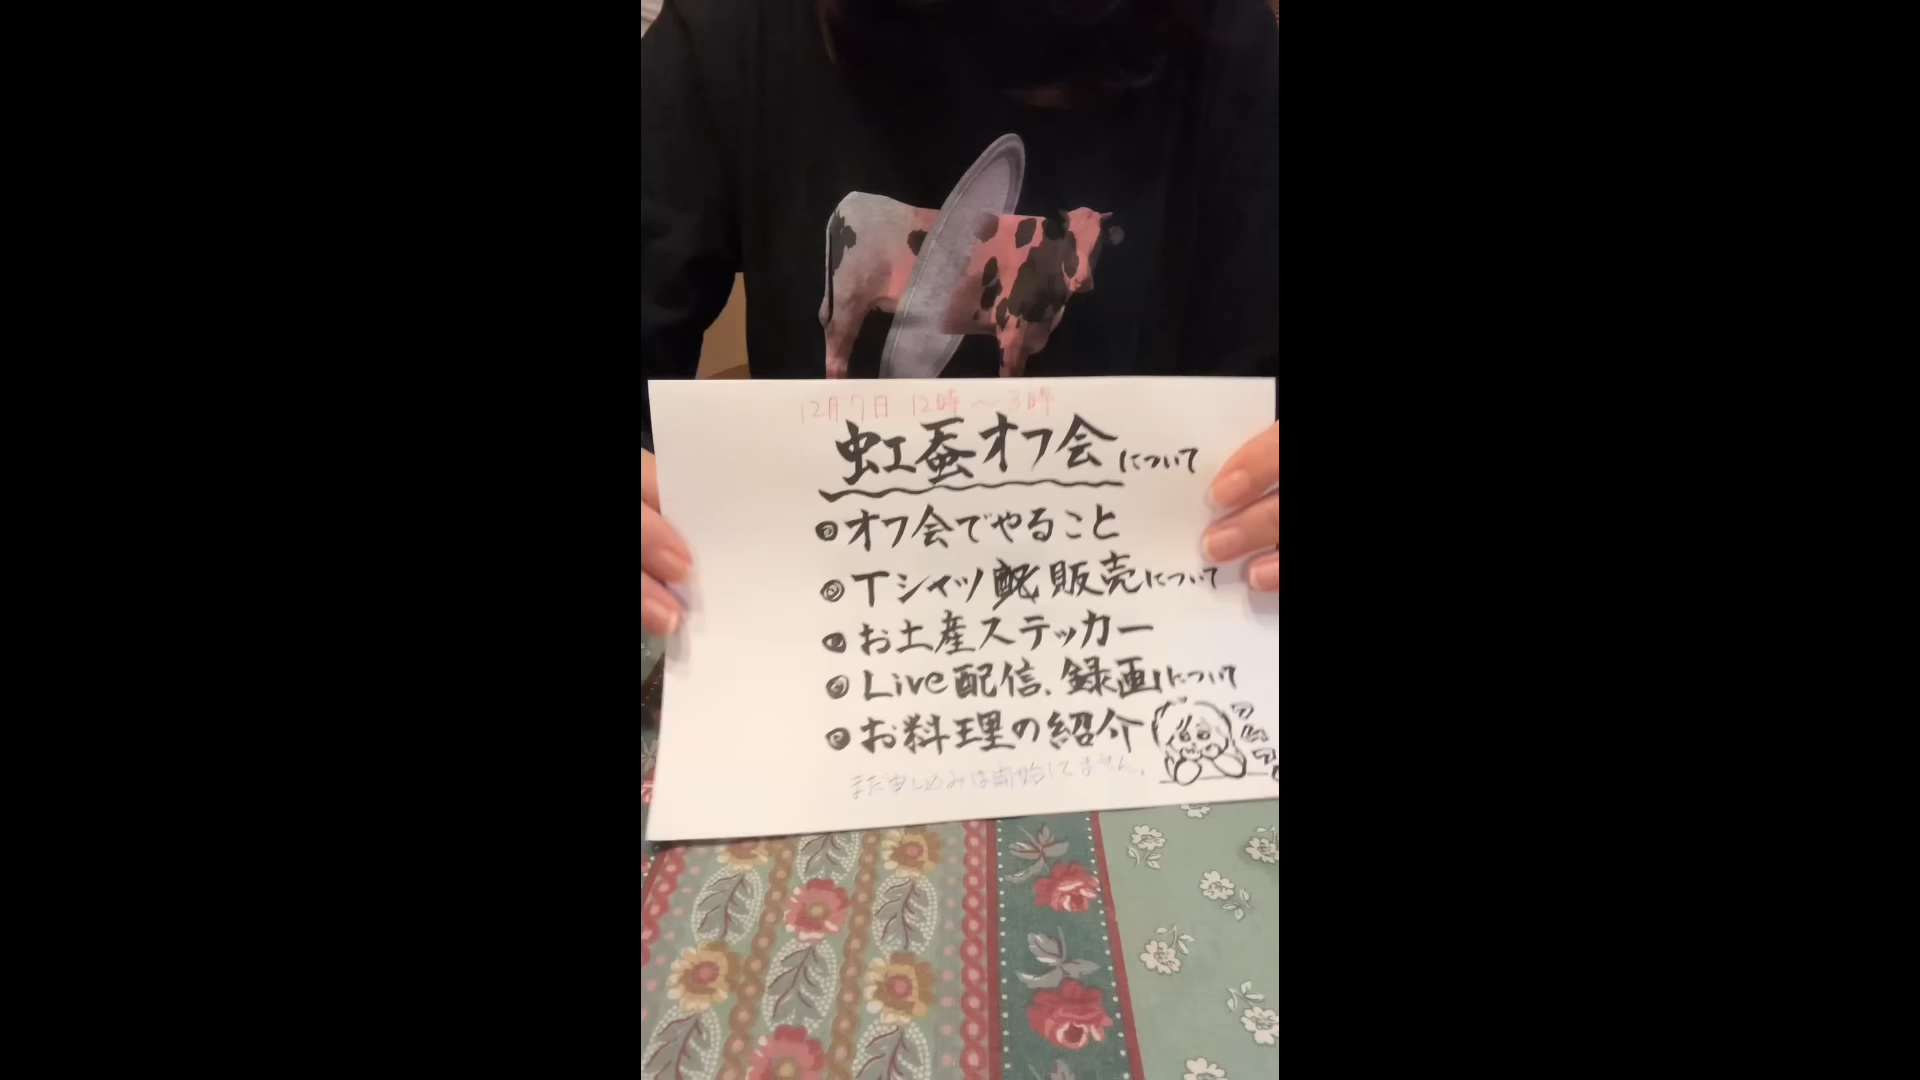 12月7日 12時〜3時
虹蚕オフ会について
オフ会でやること
Tシャツ販売について
お土産ステッカー
Live配信、録画について
お料理の紹介
まだ申し込みは開始してません。